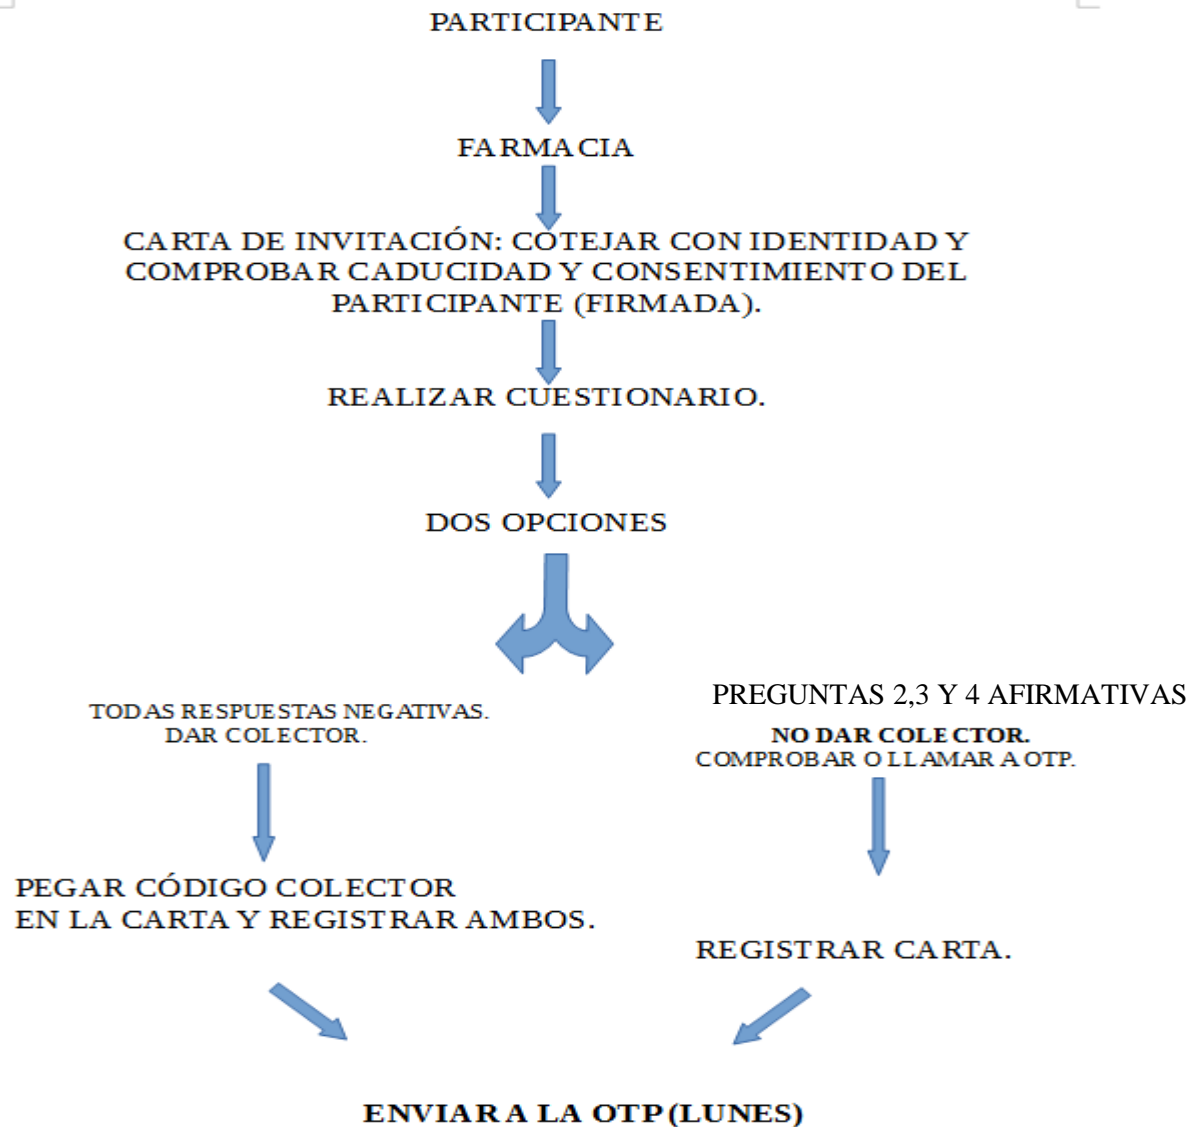 PARTICIPANTE
FARMACIA
CARTA DE INVITACIÓN: COTEJAR CON IDENTIDAD Y
COMPROBAR CADUCIDAD Y CONSENTIMIENTO DEL
PARTICIPANTE (FIRMADA).
REALIZAR CUESTIONARIO.
DOS OPCIONES
TODAS RESPUESTAS NEGATIVAS.
DAR COLECTOR.
PREGUNTAS 2,3 Y 4 AFIRMATIVAS
NO DAR COLECTOR.
COMPROBAR O LLAMAR A OTP.
PEGAR CÓDIGO COLECTOR
EN LA CARTA Y REGISTRAR AMBOS.
REGISTRAR CARTA.
ENVIAR A LA OTP (LUNES)